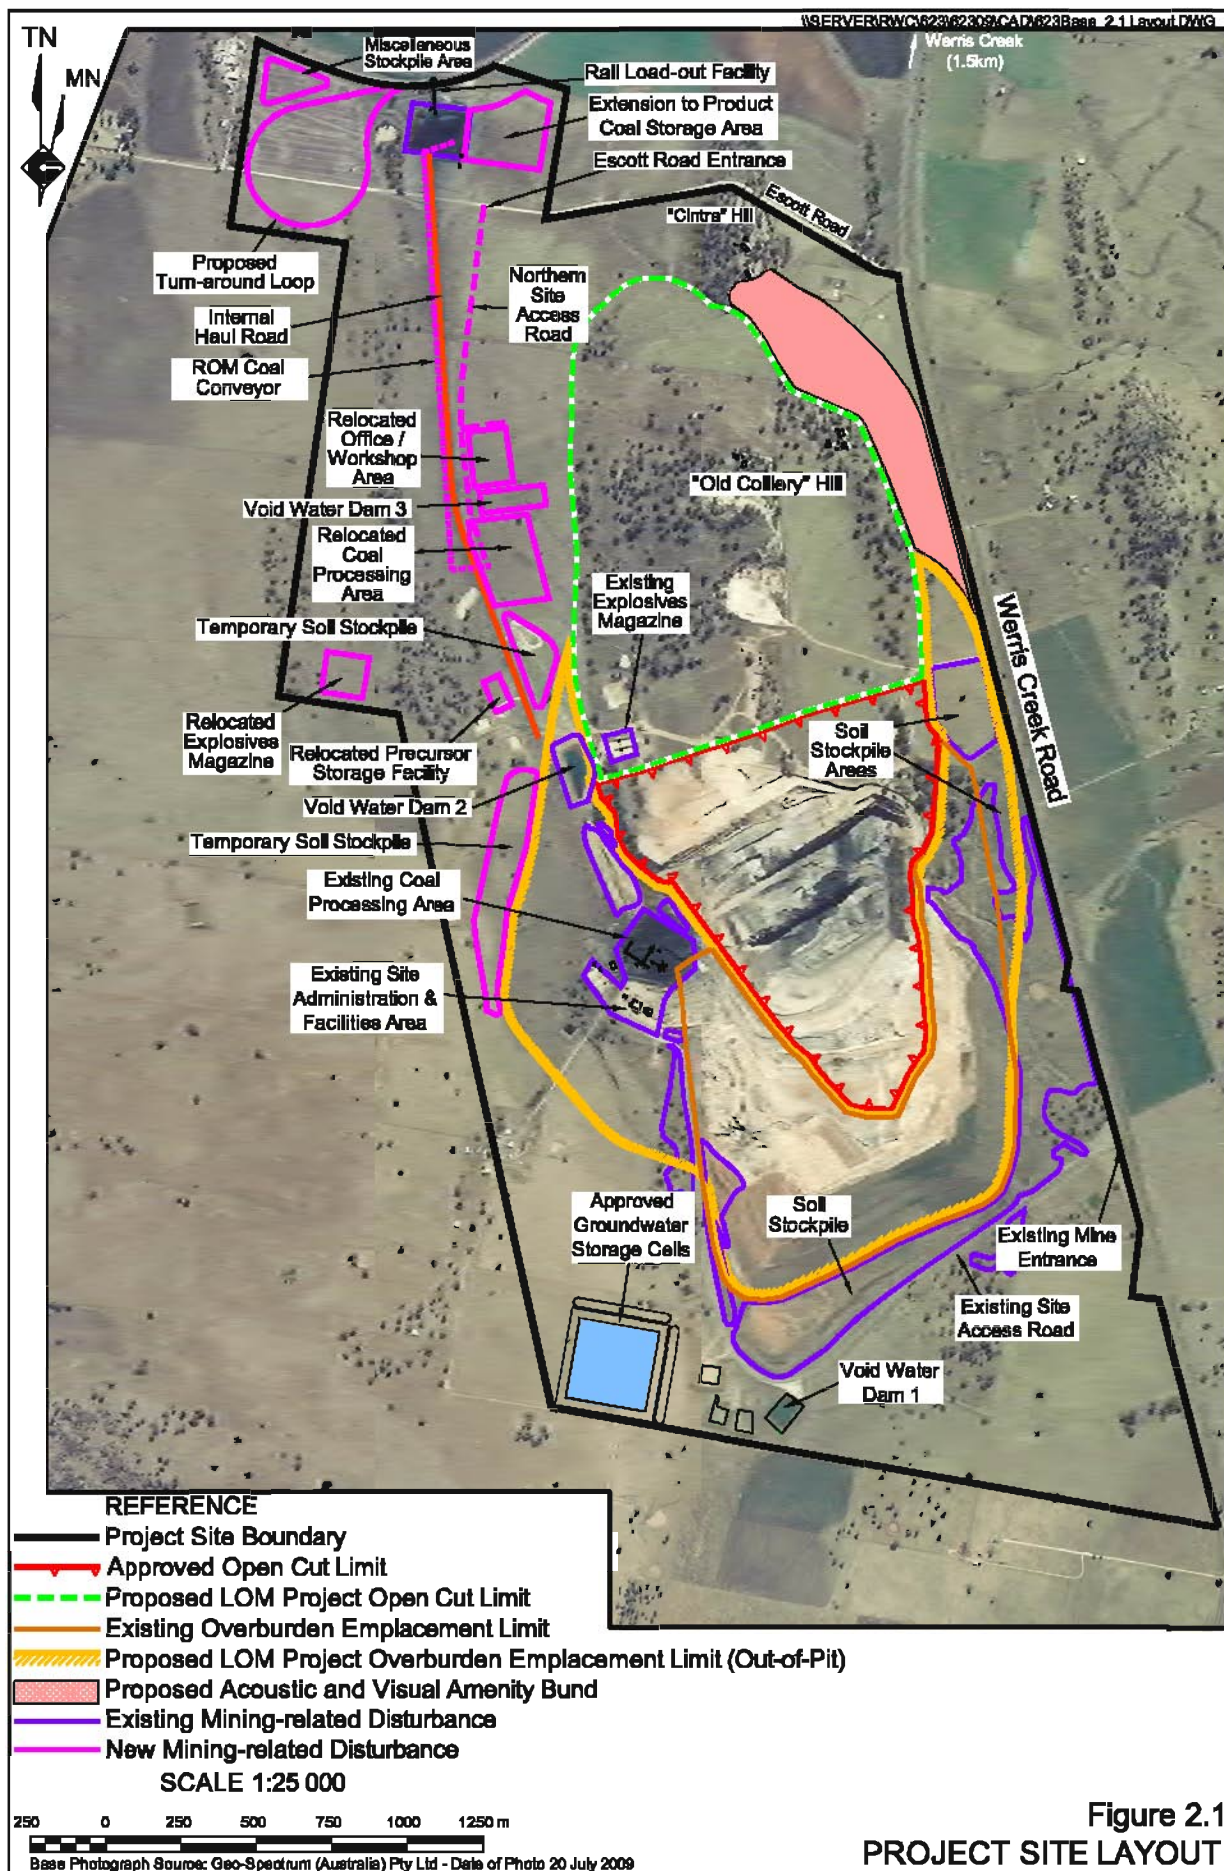 \\SERVER\RWC\623\62309\CAD\623Base_2.1 Layout.DWG
TN
MN
Miscellaneous
Stockpile Area
Werris Creek
(1.5km)
Rail Load-out Facility
Extension to Product
Coal Storage Area
Escott Road Entrance
"Cintra" Hill
Escott Road
Proposed
Turn-around Loop
Northern
Site
Access
Road
Internal
Haul Road
ROM Coal
Conveyor
Relocated
Office /
Workshop
Area
"Old Colliery" Hill
Void Water Dam 3
Relocated
Coal
Processing
Area
Existing
Explosives
Magazine
Werris Creek Road
Temporary Soil Stockpile
Relocated
Explosives
Magazine
Relocated Precursor
Storage Facility
Soil
Stockpile
Areas
Void Water Dam 2
Temporary Soil Stockpile
Existing Coal
Processing Area
Existing Site
Administration &
Facilities Area
Approved
Groundwater
Storage Cells
Soil
Stockpile
Existing Mine
Entrance
Existing Site
Access Road
Void Water
Dam 1
REFERENCE
Project Site Boundary
Approved Open Cut Limit
Proposed LOM Project Open Cut Limit
Existing Overburden Emplacement Limit
Proposed LOM Project Overburden Emplacement Limit (Out-of-Pit)
Proposed Acoustic and Visual Amenity Bund
Existing Mining-related Disturbance
New Mining-related Disturbance
SCALE 1:25 000
250 0 250 500 750 1000 1250 m
Base Photograph Source: Geo-Spectrum (Australia) Pty Ltd - Date of Photo 20 July 2009
Figure 2.1
PROJECT SITE LAYOUT